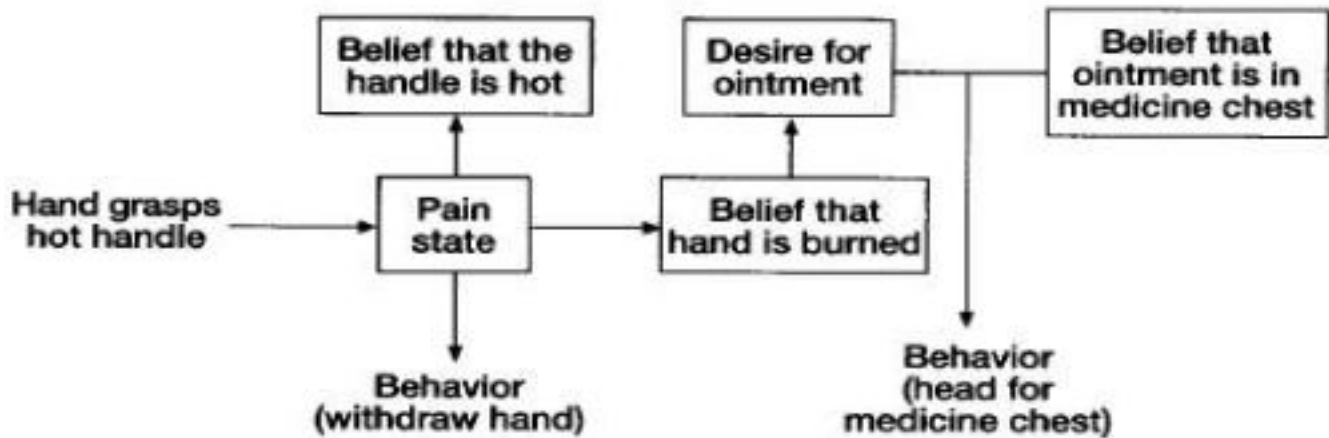 Belief that the
handle is hot
Desire for
ointment
Belief that
ointment is in
medicine chest
Hand grasps
hot handle
Pain
state
Belief that
hand is burned
Behavior
(withdraw hand)
Behavior
(head for
medicine chest)